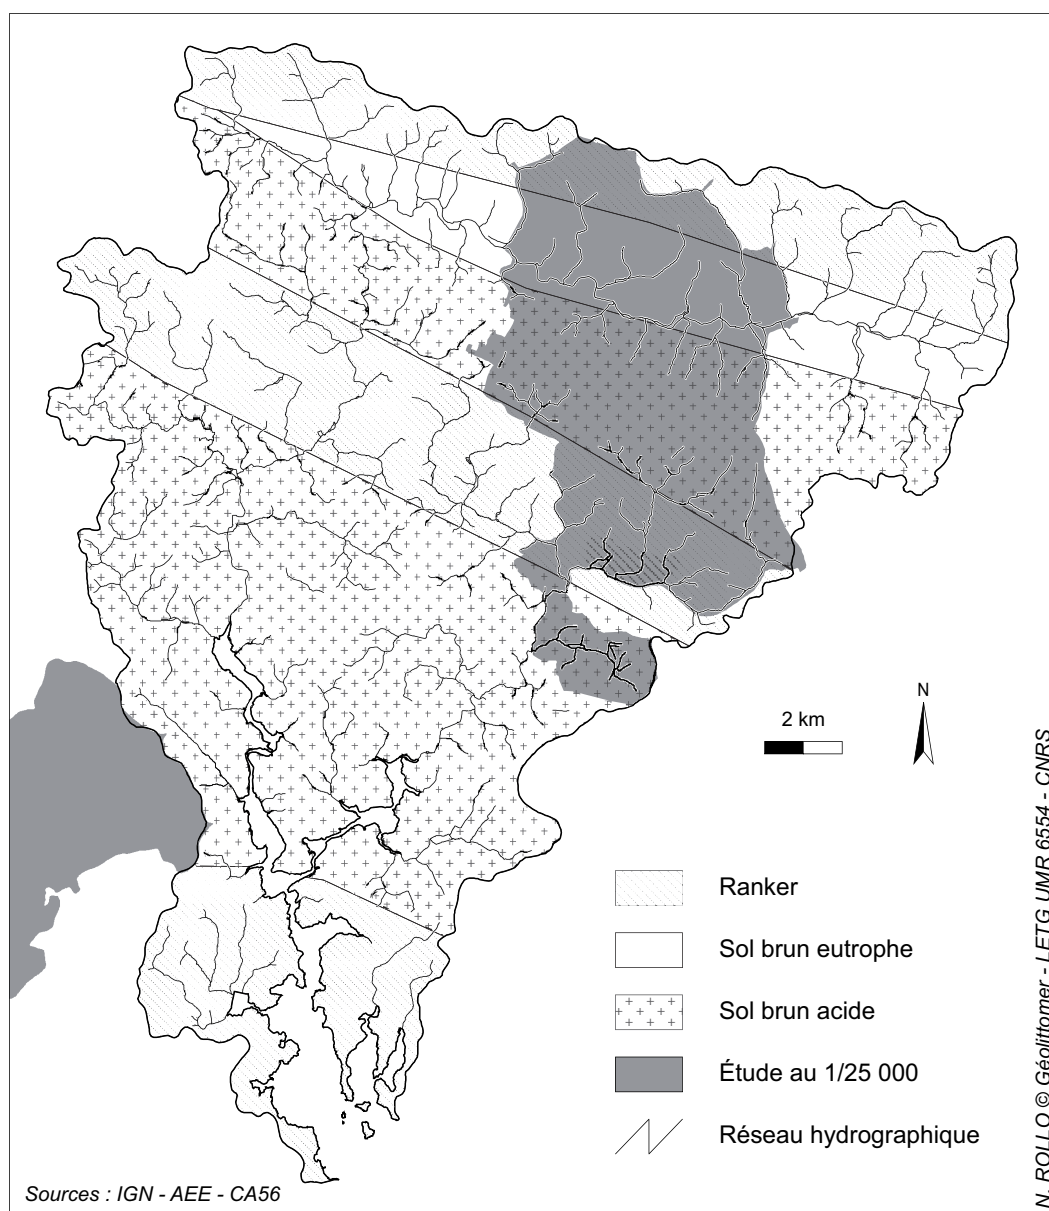 N
2 km
Ranker
Sol brun eutrophe
Sol brun acide
Étude au 1/25 000
Réseau hydrographique
Sources : IGN - AEE - CA56
N. ROLLO © Géolittomer - LETG UMR 6554 - CNRS